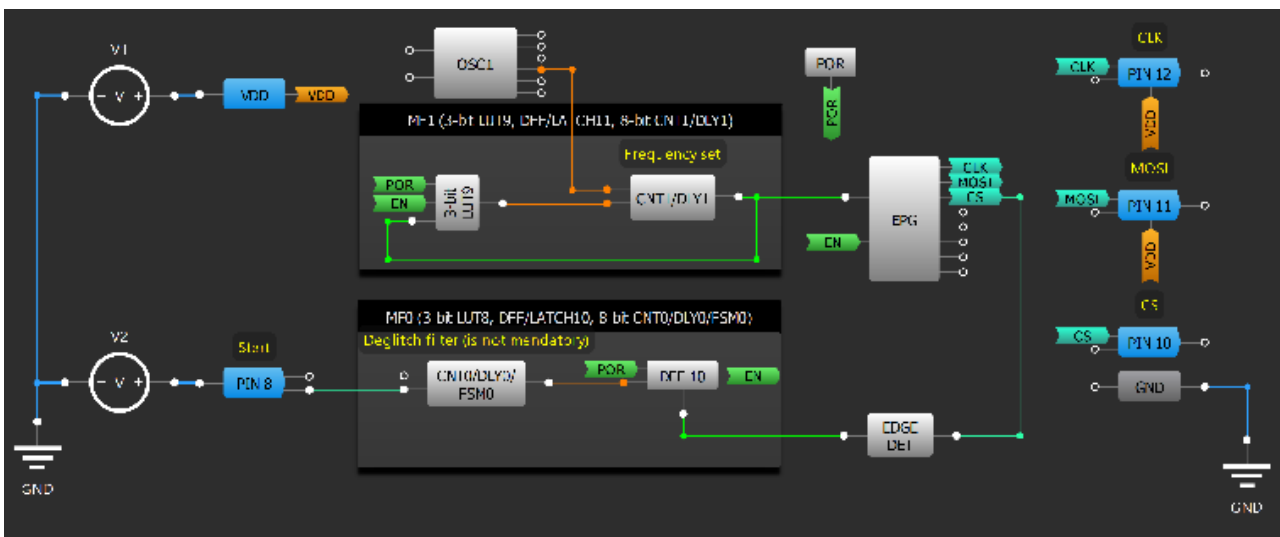 V1
- V +
VDD
VDD
OSC1
POR
POR
CLK
CLK
PIN 12
VDD
MF1 (3-bit LUT9, DFF/LATCH11, 8-bit CNT1/DLY1)
Frequency set
POR
EN
3-bit
LUT9
CNT1/DLY1
EPG
EN
CLK
MOSI
CS
MOSI
MOSI
PIN 11
VDD
MF0 (3-bit LUT8, DFF/LATCH10, 8-bit CNT0/DLY0/FSM0)
Deglitch filter (is not mandatory)
V2
- V +
Start
PIN 8
CNT0/DLY0/
FSM0
POR
DFF 10
EN
EDGE
DET
CS
CS
PIN 10
GND
GND
GND